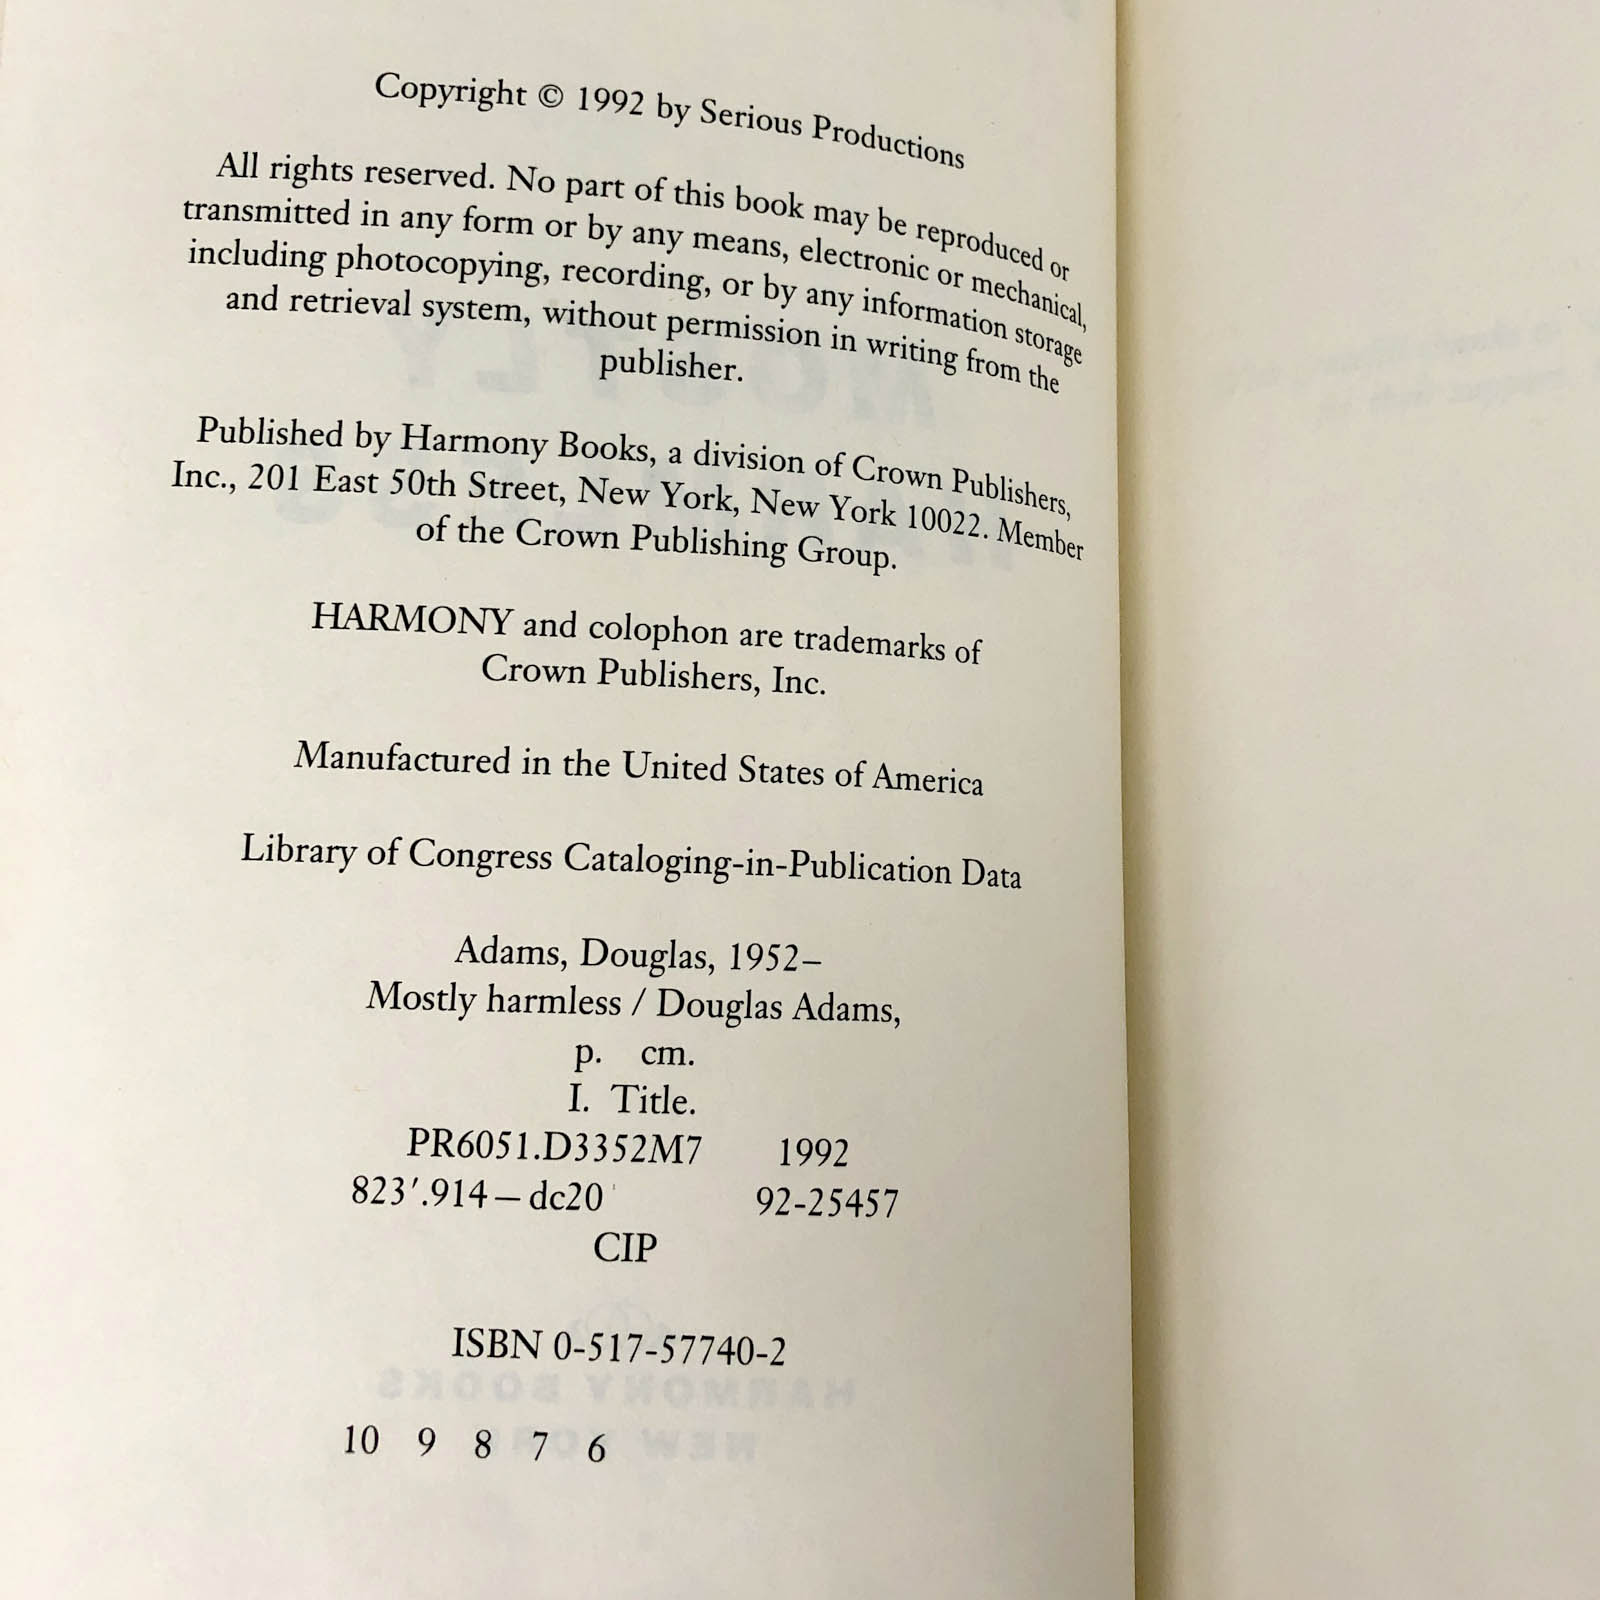 Copyright © 1992 by Serious Productions
All rights reserved. No part of this book may be reproduced or
transmitted in any form or by any means, electronic or mechanical,
including photocopying, recording, or by any information storage
and retrieval system, without permission in writing from the
publisher.
Published by Harmony Books, a division of Crown Publishers,
Inc., 201 East 50th Street, New York, New York 10022. Member
of the Crown Publishing Group.
HARMONY and colophon are trademarks of
Crown Publishers, Inc.
Manufactured in the United States of America
Library of Congress Cataloging-in-Publication Data
Adams, Douglas, 1952–
Mostly harmless / Douglas Adams,
p. cm.
I. Title.
PR6051.D3352M7 1992
823′.914—dc20 92-25457
CIP
ISBN 0-517-57740-2
HARMONY BOOKS
NEW YORK
10 9 8 7 6